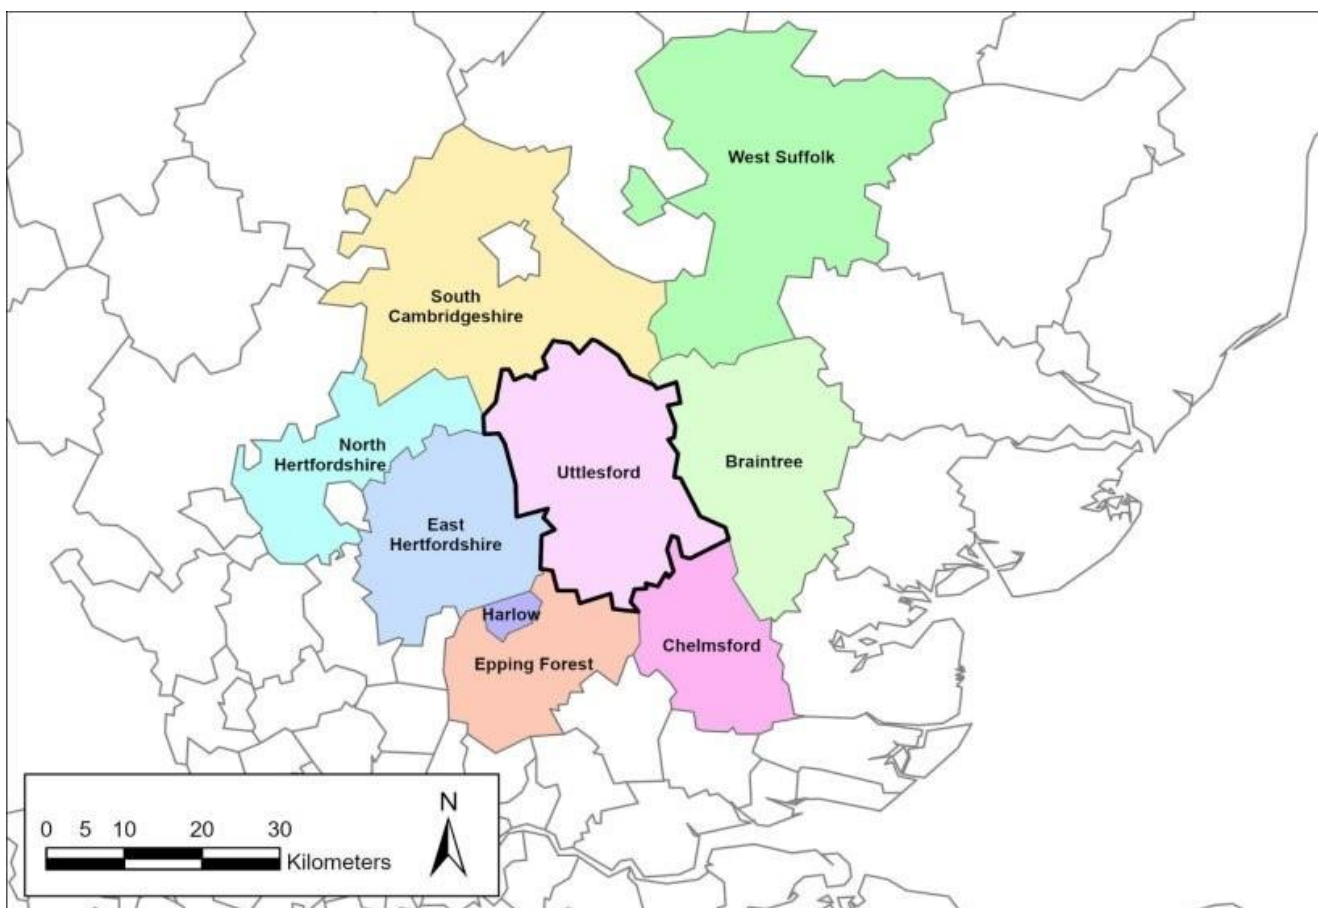 West Suffolk
South
Cambridgeshire
North
Hertfordshire
Uttlesford
Braintree
East
Hertfordshire
Harlow
Epping Forest
Chelmsford
N
0 5 10 20 30
Kilometers